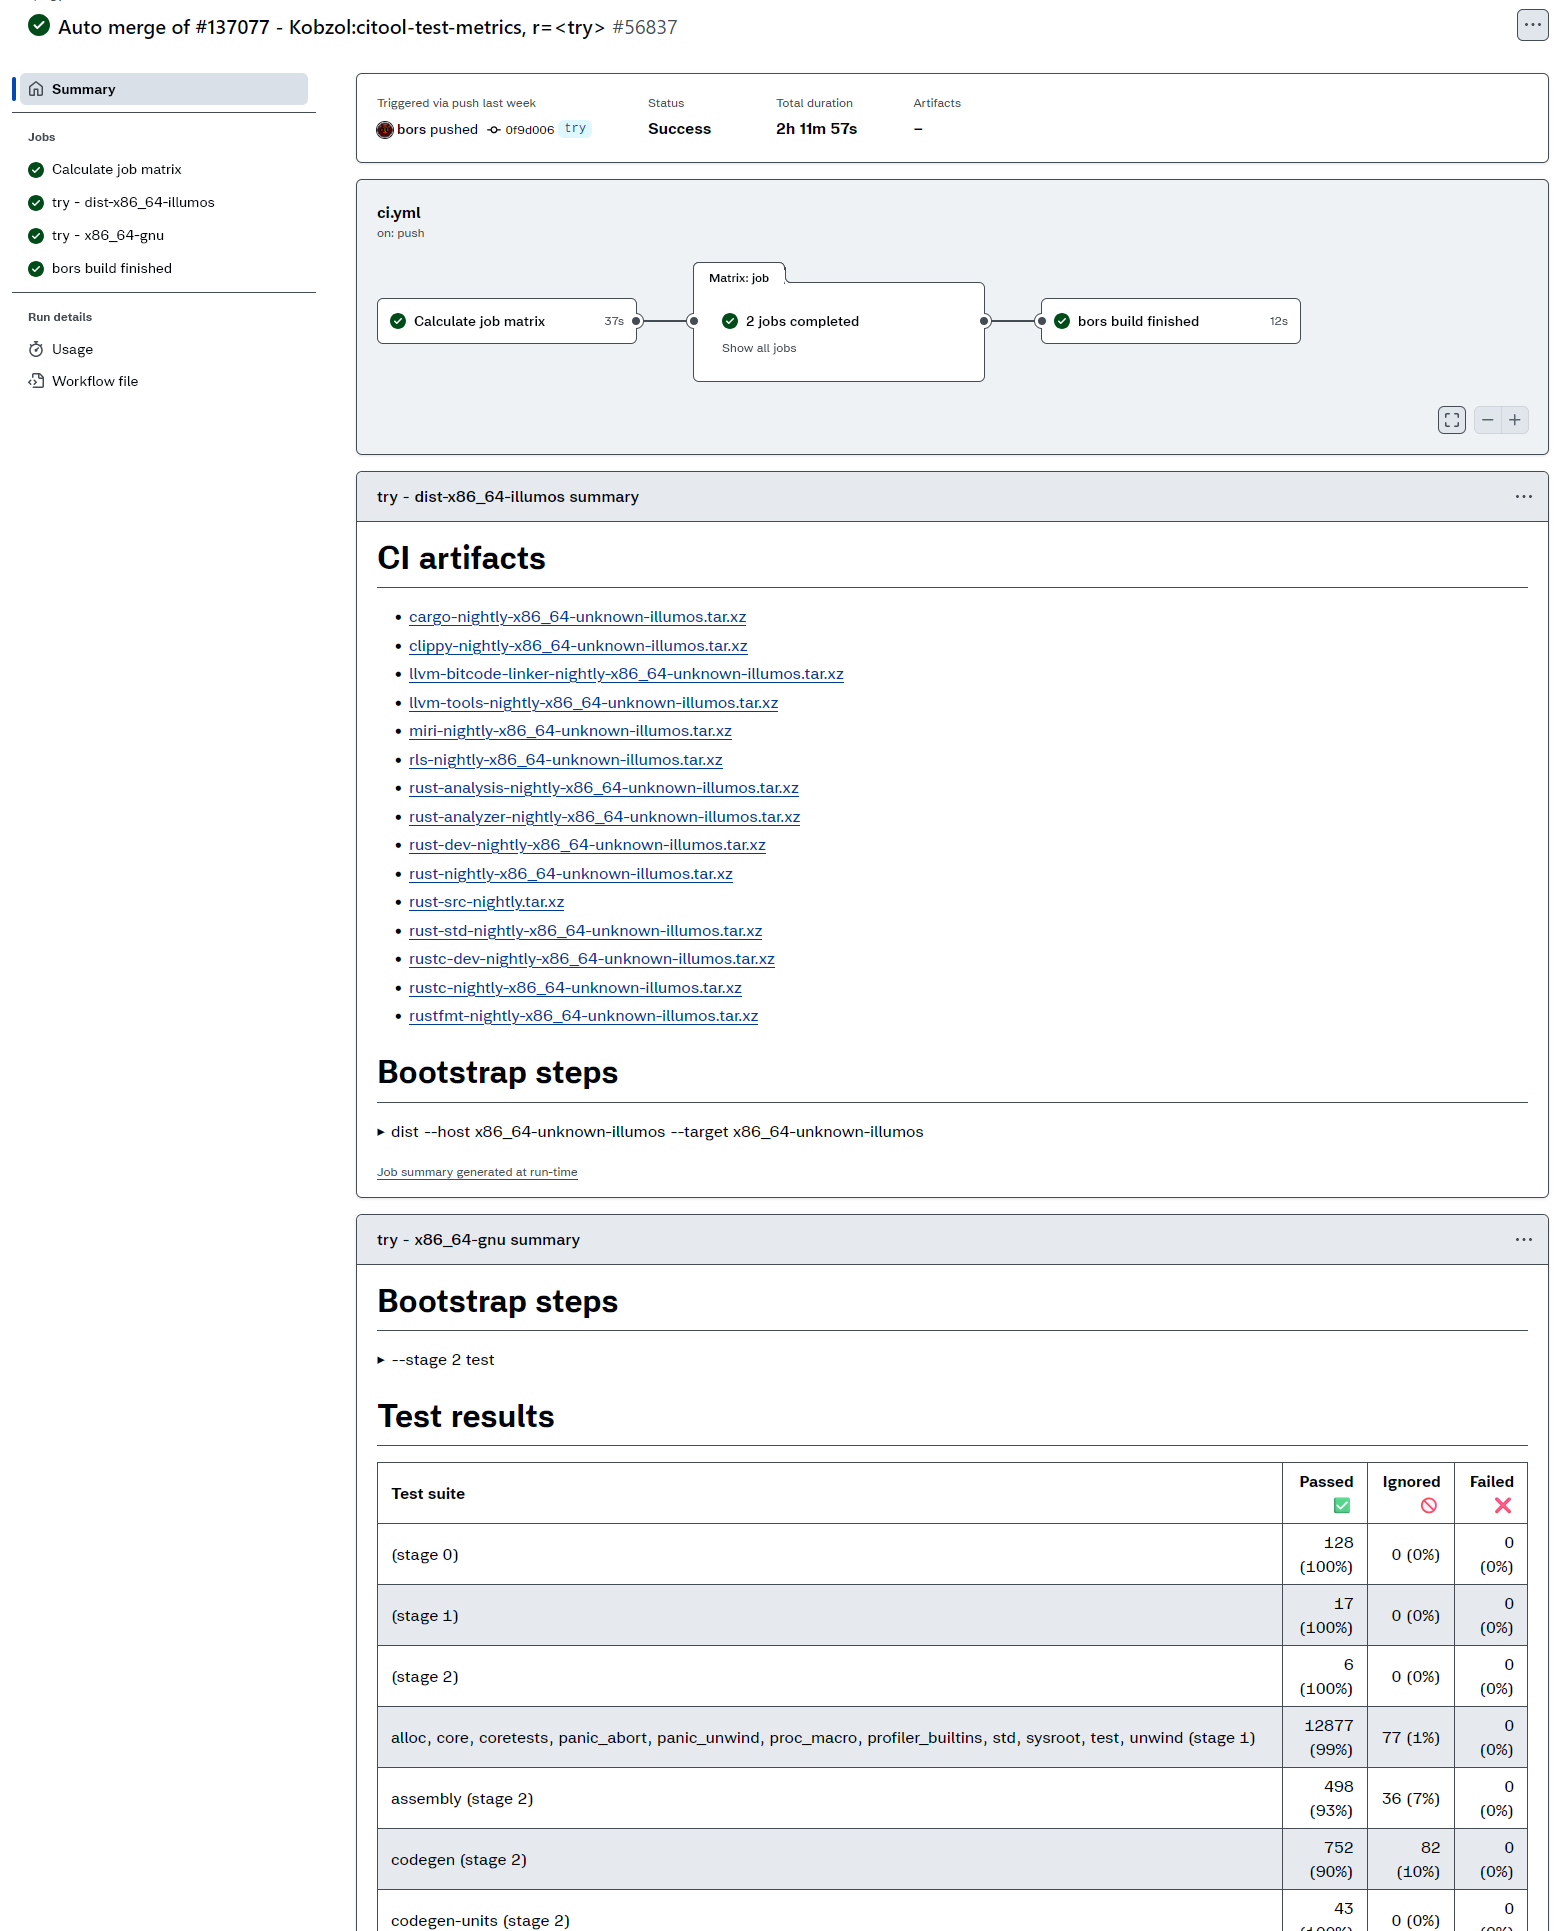 Auto merge of #137077 - Kobzol:citool-test-metrics, r=<try> #56837
Summary
Jobs
Calculate job matrix
try - dist-x86_64-illumos
try - x86_64-gnu
bors build finished
Run details
Usage
Workflow file
Triggered via push last week
bors pushed 0f9d006 try
Status
Success
Total duration
2h 11m 57s
Artifacts
–
ci.yml
on: push
Calculate job matrix 37s
Matrix: job
2 jobs completed
Show all jobs
bors build finished 12s
try - dist-x86_64-illumos summary
CI artifacts
cargo-nightly-x86_64-unknown-illumos.tar.xz
clippy-nightly-x86_64-unknown-illumos.tar.xz
llvm-bitcode-linker-nightly-x86_64-unknown-illumos.tar.xz
llvm-tools-nightly-x86_64-unknown-illumos.tar.xz
miri-nightly-x86_64-unknown-illumos.tar.xz
rls-nightly-x86_64-unknown-illumos.tar.xz
rust-analysis-nightly-x86_64-unknown-illumos.tar.xz
rust-analyzer-nightly-x86_64-unknown-illumos.tar.xz
rust-dev-nightly-x86_64-unknown-illumos.tar.xz
rust-nightly-x86_64-unknown-illumos.tar.xz
rust-src-nightly.tar.xz
rust-std-nightly-x86_64-unknown-illumos.tar.xz
rustc-dev-nightly-x86_64-unknown-illumos.tar.xz
rustc-nightly-x86_64-unknown-illumos.tar.xz
rustfmt-nightly-x86_64-unknown-illumos.tar.xz
Bootstrap steps
dist --host x86_64-unknown-illumos --target x86_64-unknown-illumos
Job summary generated at run-time
try - x86_64-gnu summary
Bootstrap steps
--stage 2 test
Test results
Test suite Passed ✅ Ignored 🚫 Failed ❌
(stage 0) 128 (100%) 0 (0%) 0 (0%)
(stage 1) 17 (100%) 0 (0%) 0 (0%)
(stage 2) 6 (100%) 0 (0%) 0 (0%)
alloc, core, coretests, panic_abort, panic_unwind, proc_macro, profiler_builtins, std, sysroot, test, unwind (stage 1) 12877 (99%) 77 (1%) 0 (0%)
assembly (stage 2) 498 (93%) 36 (7%) 0 (0%)
codegen (stage 2) 752 (90%) 82 (10%) 0 (0%)
codegen-units (stage 2) 43 0 (0%) 0